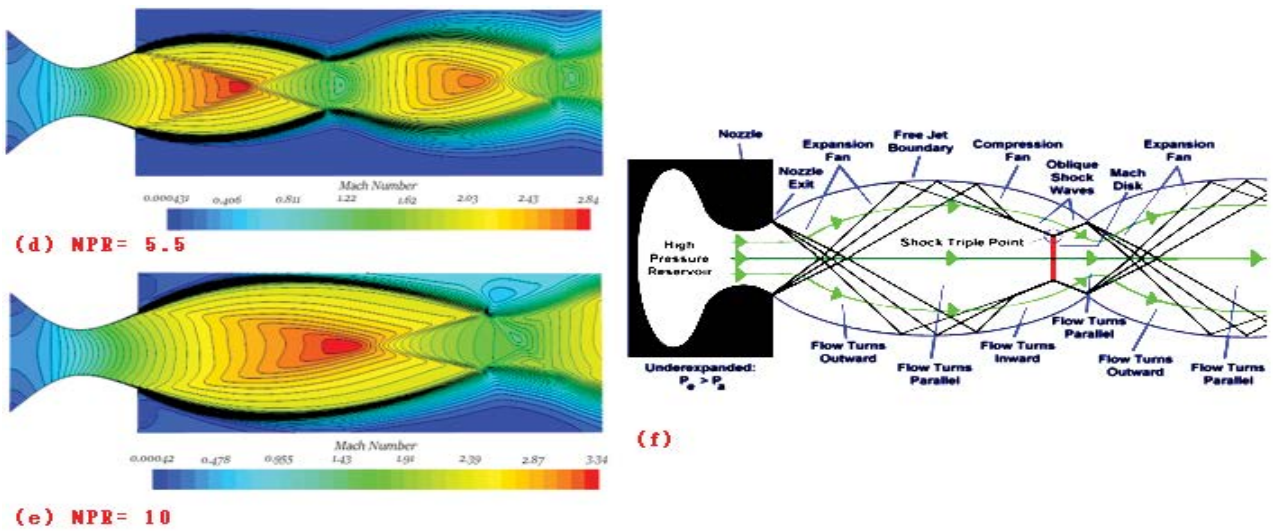 Mach Number
0.000431 0.406 0.811 1.22 1.62 2.03 2.43 2.84
(d) NPR= 5.5
Mach Number
0.00042 0.478 0.955 1.43 1.91 2.39 2.87 3.34
(e) NPR= 10
Nozzle
Expansion
Fan
Free Jet
Boundary
Compression
Fan
Expansion
Fan
Nozzle
Exit
Oblique
Shock
Waves
Mach
Disk
High
Pressure
Reservoir
Shock Triple Point
Underexpanded:
Pe > Pa
Flow Turns
Outward
Flow Turns
Parallel
Flow Turns
Inward
Flow Turns
Parallel
Flow Turns
Outward
Flow Turns
Parallel
(f)